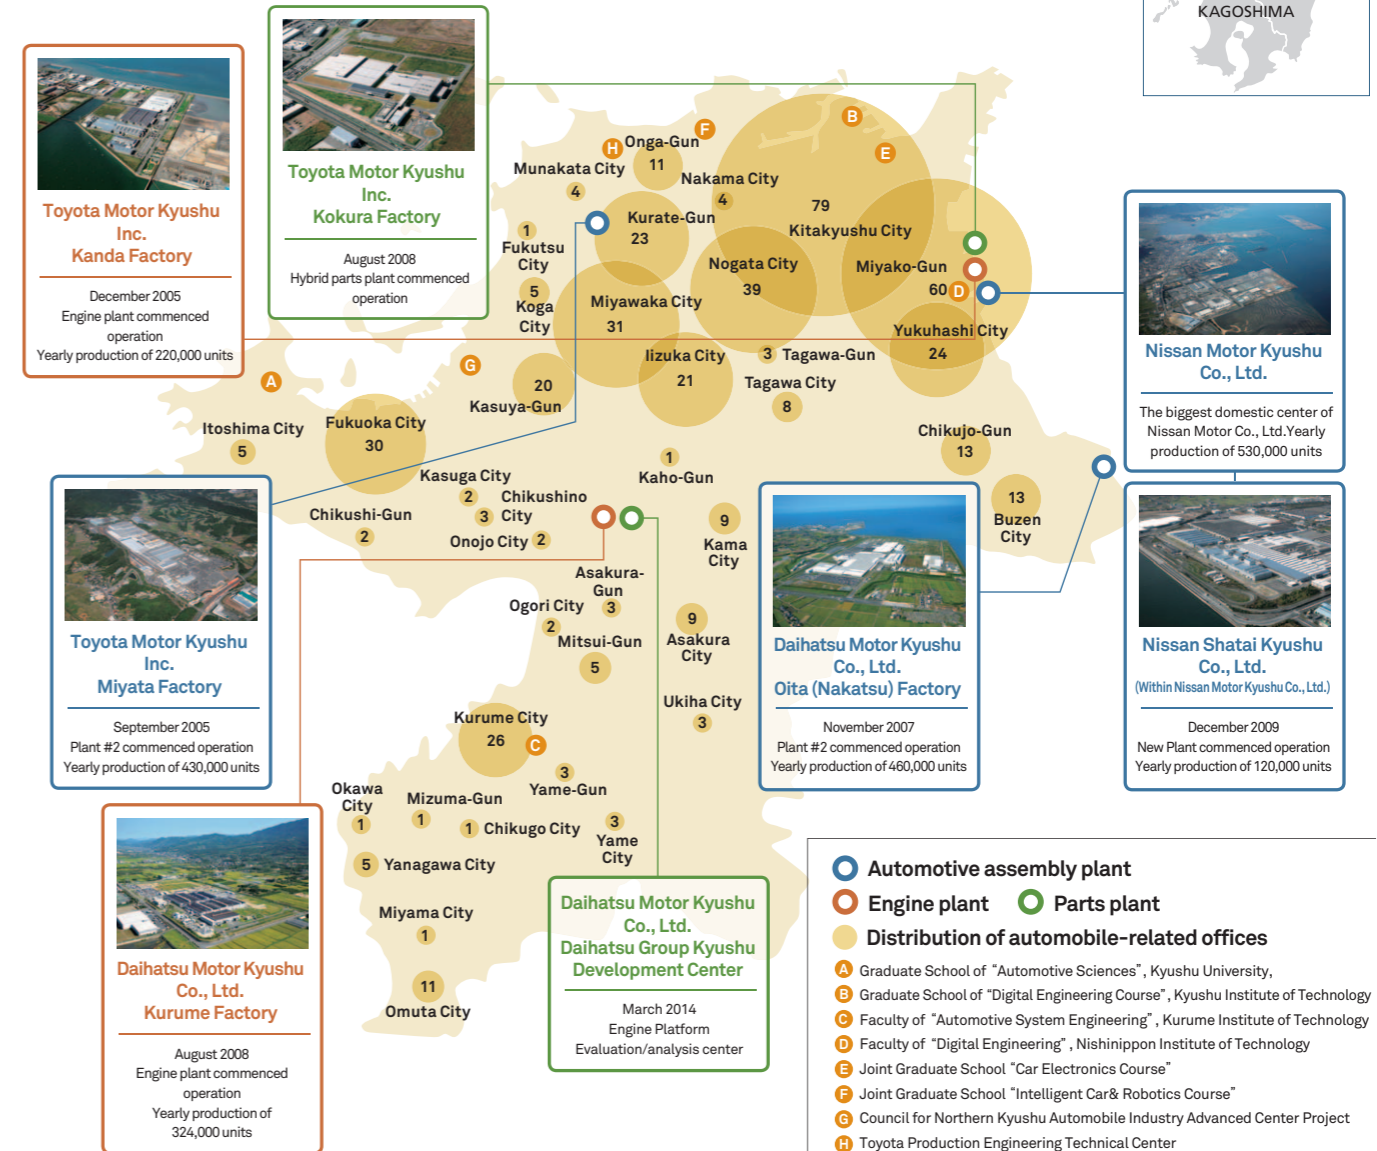 KAGOSHIMA
Toyota Motor Kyushu
Inc.
Kanda Factory
December 2005
Engine plant commenced
operation
Yearly production of 220,000 units
Toyota Motor Kyushu
Inc.
Kokura Factory
August 2008
Hybrid parts plant commenced
operation
B
F
E
H
Onga-Gun
11
Munakata City
4
Nakama City
4
79
Kitakyushu City
Kurate-Gun
23
1
Fukutsu
City
Nogata City
39
Miyako-Gun
60
D
5
Koga
City
Miyawaka City
31
Yukuhashi City
24
Iizuka City
21
3 Tagawa-Gun
Tagawa City
8
G
A
20
Kasuya-Gun
Fukuoka City
30
Itoshima City
5
Chikujo-Gun
13
1
Kaho-Gun
Kasuga City
2
Chikushino
3 City
Chikushi-Gun
2
Onojo City 2
9
Kama
City
13
Buzen
City
Asakura-
Gun
3
Ogori City
2
Mitsui-Gun
5
9
Asakura
City
Ukiha City
3
Kurume City
26
C
3
Yame-Gun
Okawa
City
1
Mizuma-Gun
1
1 Chikugo City
3
Yame
City
5 Yanagawa City
Miyama City
1
11
Omuta City
Nissan Motor Kyushu
Co., Ltd.
The biggest domestic center of
Nissan Motor Co., Ltd.Yearly
production of 530,000 units
Toyota Motor Kyushu
Inc.
Miyata Factory
September 2005
Plant #2 commenced operation
Yearly production of 430,000 units
Daihatsu Motor Kyushu
Co., Ltd.
Oita (Nakatsu) Factory
November 2007
Plant #2 commenced operation
Yearly production of 460,000 units
Nissan Shatai Kyushu
Co., Ltd.
(Within Nissan Motor Kyushu Co., Ltd.)
December 2009
New Plant commenced operation
Yearly production of 120,000 units
Daihatsu Motor Kyushu
Co., Ltd.
Kurume Factory
August 2008
Engine plant commenced
operation
Yearly production of
324,000 units
Daihatsu Motor Kyushu
Co., Ltd.
Daihatsu Group Kyushu
Development Center
March 2014
Engine Platform
Evaluation/analysis center
Automotive assembly plant
Engine plant Parts plant
Distribution of automobile-related offices
A Graduate School of “Automotive Sciences”, Kyushu University,
B Graduate School of “Digital Engineering Course”, Kyushu Institute of Technology
C Faculty of “Automotive System Engineering”, Kurume Institute of Technology
D Faculty of “Digital Engineering”, Nishinippon Institute of Technology
E Joint Graduate School “Car Electronics Course”
F Joint Graduate School “Intelligent Car& Robotics Course”
G Council for Northern Kyushu Automobile Industry Advanced Center Project
H Toyota Production Engineering Technical Center